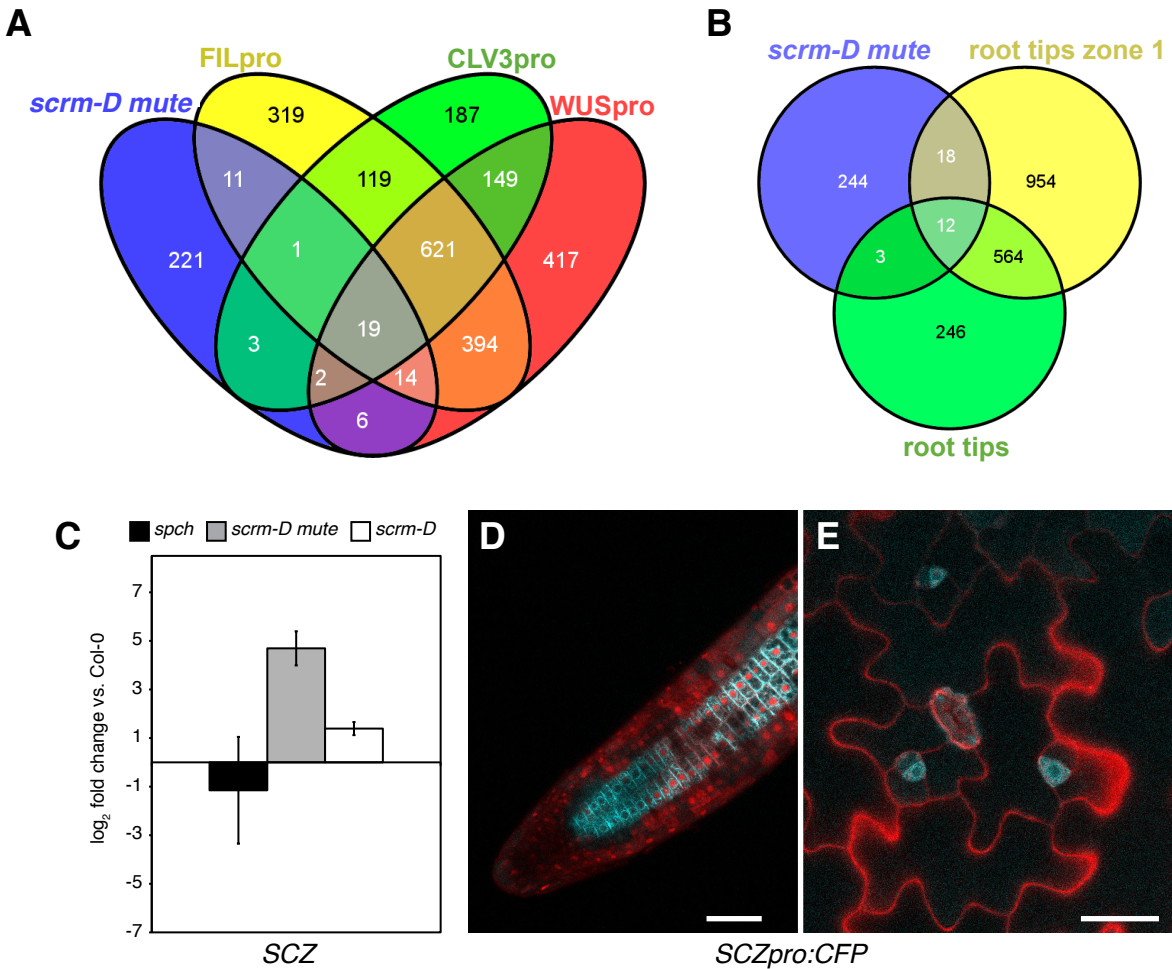 A
FILpro
CLV3pro
scrm-D mute
WUSpro
319
187
11
119
149
221
1
621
417
3
19
394
2
14
6
B
scrm-D mute
root tips zone 1
18
244
954
12
3
564
246
root tips
C
spch
scrm-D mute
scrm-D
7
5
3
1
-1
-3
-5
-7
log2 fold change vs. Col-0
SCZ
D
E
SCZpro:CFP